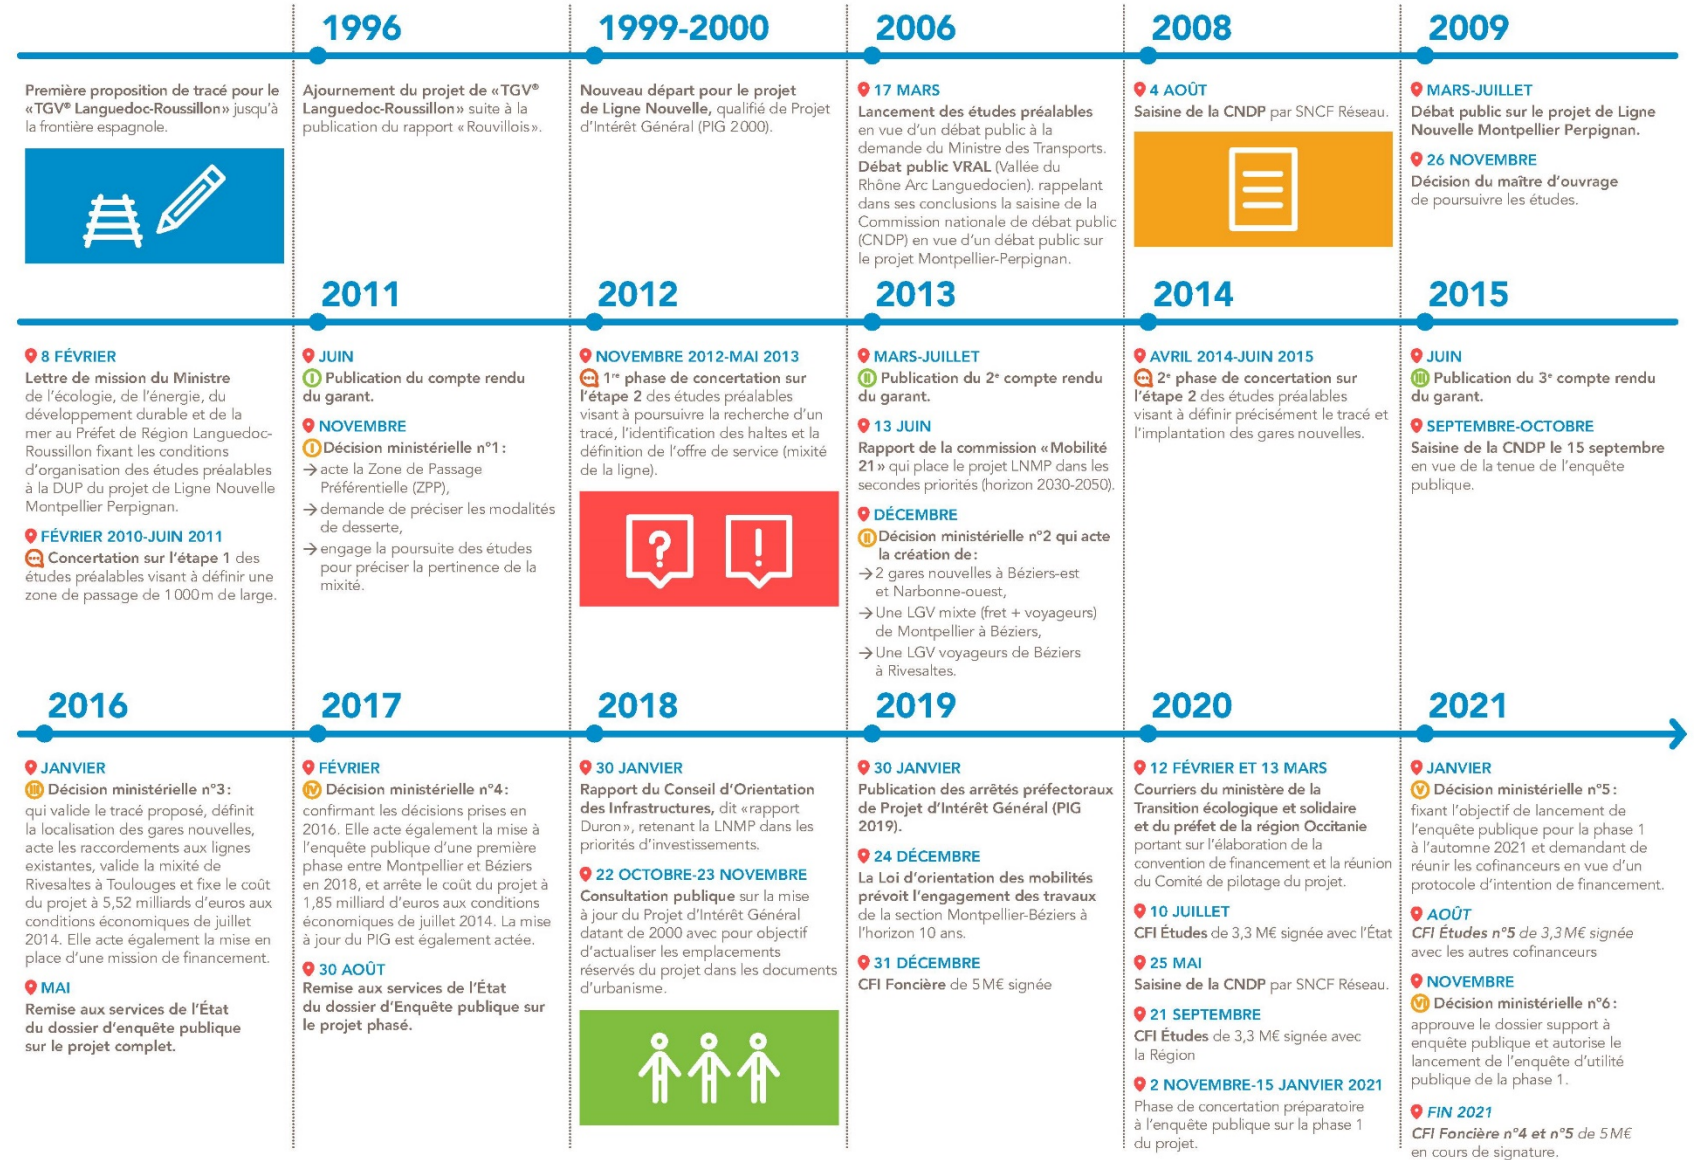 Première proposition de tracé pour le
«TGV® Languedoc-Roussillon» jusqu'à
la frontière espagnole.
1996
Ajournement du projet de «TGV®
Languedoc-Roussillon» suite à la
publication du rapport «Rouvillois».
1999-2000
Nouveau départ pour le projet
de Ligne Nouvelle, qualifié de Projet
d'Intérêt Général (PIG 2000).
2006
17 MARS
Lancement des études préalables
en vue d'un débat public à la
demande du Ministre des Transports.
Débat public VRAL (Vallée du
Rhône Arc Languedocien). rappelant
dans ses conclusions la saisine de la
Commission nationale de débat public
(CNDP) en vue d'un débat public sur
le projet Montpellier-Perpignan.
2008
4 AOÛT
Saisine de la CNDP par SNCF Réseau.
2009
MARS-JUILLET
Débat public sur le projet de Ligne
Nouvelle Montpellier Perpignan.
26 NOVEMBRE
Décision du maître d'ouvrage
de poursuivre les études.
8 FÉVRIER
Lettre de mission du Ministre
de l'écologie, de l'énergie, du
développement durable et de la
mer au Préfet de Région Languedoc-
Roussillon fixant les conditions
d'organisation des études préalables
à la DUP du projet de Ligne Nouvelle
Montpellier Perpignan.
FÉVRIER 2010-JUIN 2011
Concertation sur l'étape 1 des
études préalables visant à définir une
zone de passage de 1000m de large.
2011
JUIN
I Publication du compte rendu
du garant.
NOVEMBRE
I Décision ministérielle n°1:
→ acte la Zone de Passage
Préférentielle (ZPP),
→ demande de préciser les modalités
de desserte,
→ engage la poursuite des études
pour préciser la pertinence de la
mixité.
2012
NOVEMBRE 2012-MAI 2013
1re phase de concertation sur
l'étape 2 des études préalables
visant à poursuivre la recherche d'un
tracé, l'identification des haltes et la
définition de l'offre de service (mixité
de la ligne).
? !
2013
MARS-JUILLET
II Publication du 2e compte rendu
du garant.
13 JUIN
Rapport de la commission «Mobilité
21» qui place le projet LNMP dans les
secondes priorités (horizon 2030-2050).
DÉCEMBRE
II Décision ministérielle n°2 qui acte
la création de:
→ 2 gares nouvelles à Béziers-est
et Narbonne-ouest,
→ Une LGV mixte (fret + voyageurs)
de Montpellier à Béziers,
→ Une LGV voyageurs de Béziers
à Rivesaltes.
2014
AVRIL 2014-JUIN 2015
2e phase de concertation sur
l'étape 2 des études préalables
visant à définir précisément le tracé et
l'implantation des gares nouvelles.
2015
JUIN
III Publication du 3e compte rendu
du garant.
SEPTEMBRE-OCTOBRE
Saisine de la CNDP le 15 septembre
en vue de la tenue de l'enquête
publique.
2016
JANVIER
III Décision ministérielle n°3:
qui valide le tracé proposé, définit
la localisation des gares nouvelles,
acte les raccordements aux lignes
existantes, valide la mixité de
Rivesaltes à Toulouges et fixe le coût
du projet à 5,52 milliards d'euros aux
conditions économiques de juillet
2014. Elle acte également la mise en
place d'une mission de financement.
MAI
Remise aux services de l'État
du dossier d'enquête publique
sur le projet complet.
2017
FÉVRIER
IV Décision ministérielle n°4:
confirmant les décisions prises en
2016. Elle acte également la mise à
l'enquête publique d'une première
phase entre Montpellier et Béziers
en 2018, et arrête le coût du projet à
1,85 milliard d'euros aux conditions
économiques de juillet 2014. La mise
à jour du PIG est également actée.
30 AOÛT
Remise aux services de l'État
du dossier d'Enquête publique sur
le projet phasé.
2018
30 JANVIER
Rapport du Conseil d'Orientation
des Infrastructures, dit «rapport
Duron», retenant la LNMP dans les
priorités d'investissements.
22 OCTOBRE-23 NOVEMBRE
Consultation publique sur la mise
à jour du Projet d'Intérêt Général
datant de 2000 avec pour objectif
d'actualiser les emplacements
réservés du projet dans les documents
d'urbanisme.
2019
30 JANVIER
Publication des arrêtés préfectoraux
de Projet d'Intérêt Général (PIG
2019).
24 DÉCEMBRE
La Loi d'orientation des mobilités
prévoit l'engagement des travaux
de la section Montpellier-Béziers à
l'horizon 10 ans.
31 DÉCEMBRE
CFI Foncière de 5M€ signée
2020
12 FÉVRIER ET 13 MARS
Courriers du ministère de la
Transition écologique et solidaire
et du préfet de la région Occitanie
portant sur l'élaboration de la
convention de financement et la réunion
du Comité de pilotage du projet.
10 JUILLET
CFI Études de 3,3 M€ signée avec l'État
25 MAI
Saisine de la CNDP par SNCF Réseau.
21 SEPTEMBRE
CFI Études de 3,3 M€ signée avec
la Région
2 NOVEMBRE-15 JANVIER 2021
Phase de concertation préparatoire
à l'enquête publique sur la phase 1
du projet.
2021
JANVIER
V Décision ministérielle n°5:
fixant l'objectif de lancement de
l'enquête publique pour la phase 1
à l'automne 2021 et demandant de
réunir les cofinanceurs en vue d'un
protocole d'intention de financement.
AOÛT
CFI Études n°5 de 3,3M€ signée
avec les autres cofinanceurs
NOVEMBRE
VI Décision ministérielle n°6:
approuve le dossier support à
enquête publique et autorise le
lancement de l'enquête d'utilité
publique de la phase 1.
FIN 2021
CFI Foncière n°4 et n°5 de 5M€
en cours de signature.